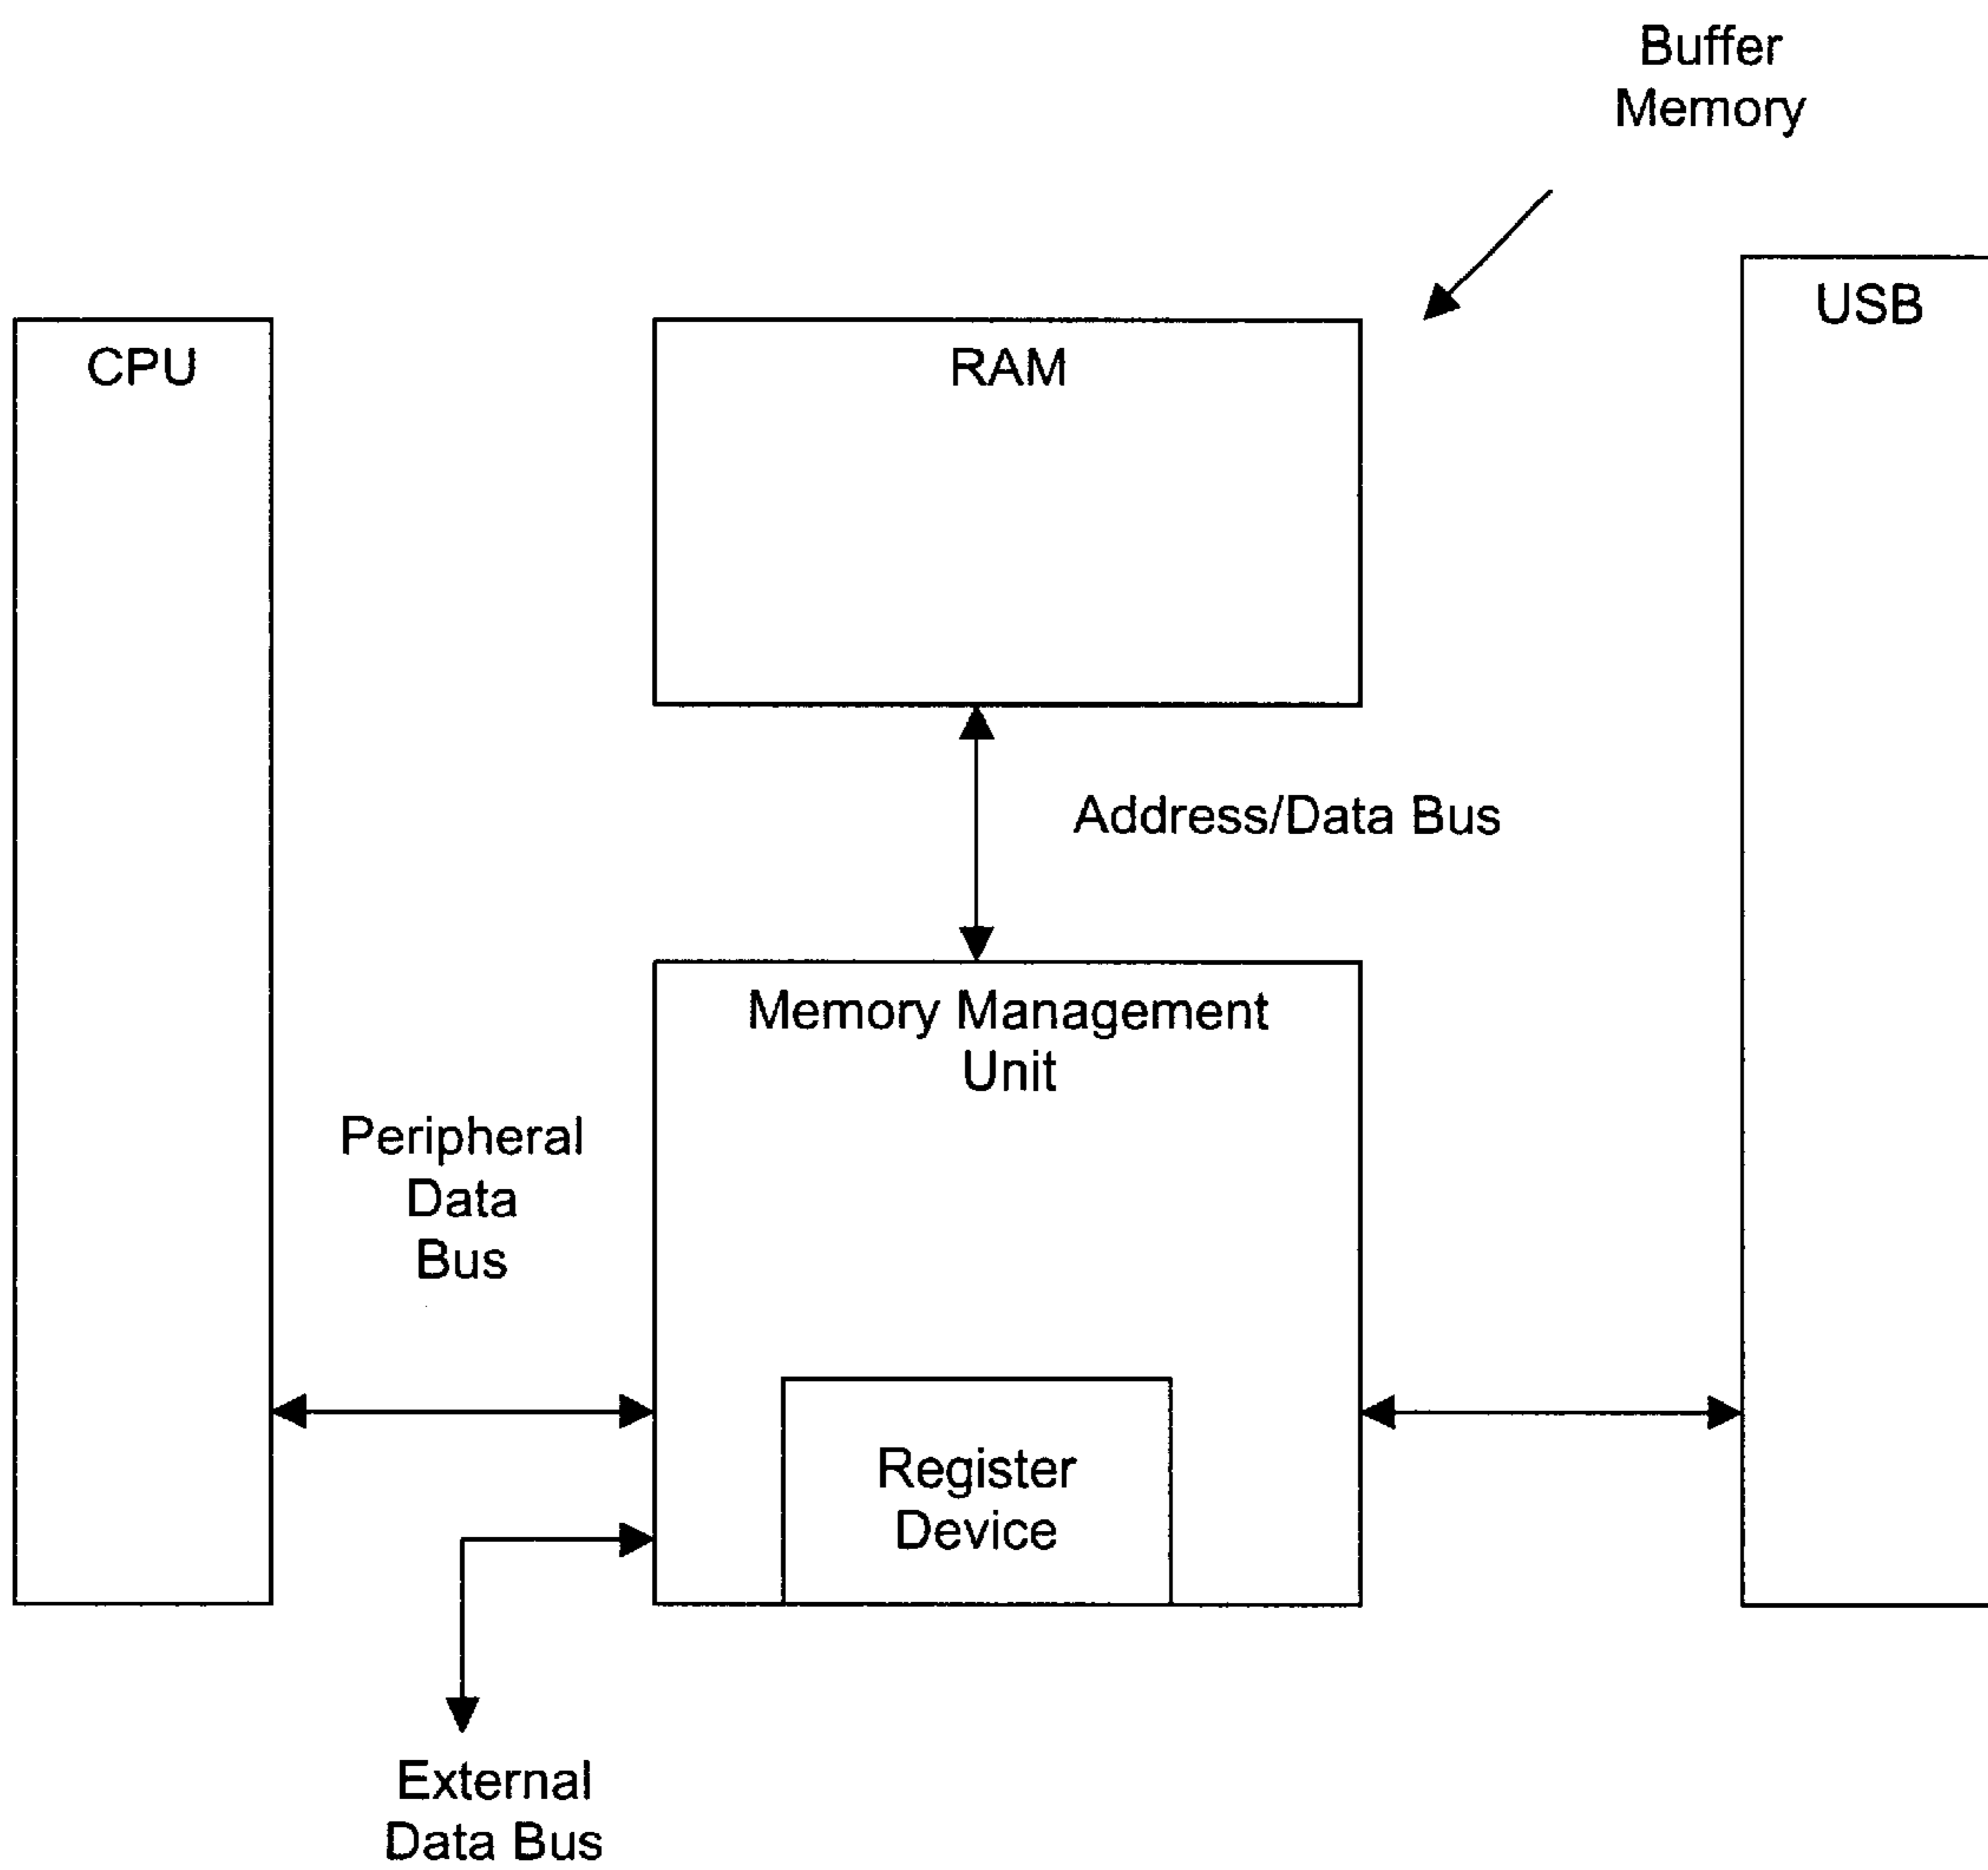 Buffer
Memory
CPU
RAM
USB
Address/Data Bus
Memory Management
Unit
Peripheral
Data
Bus
Register
Device
External
Data Bus